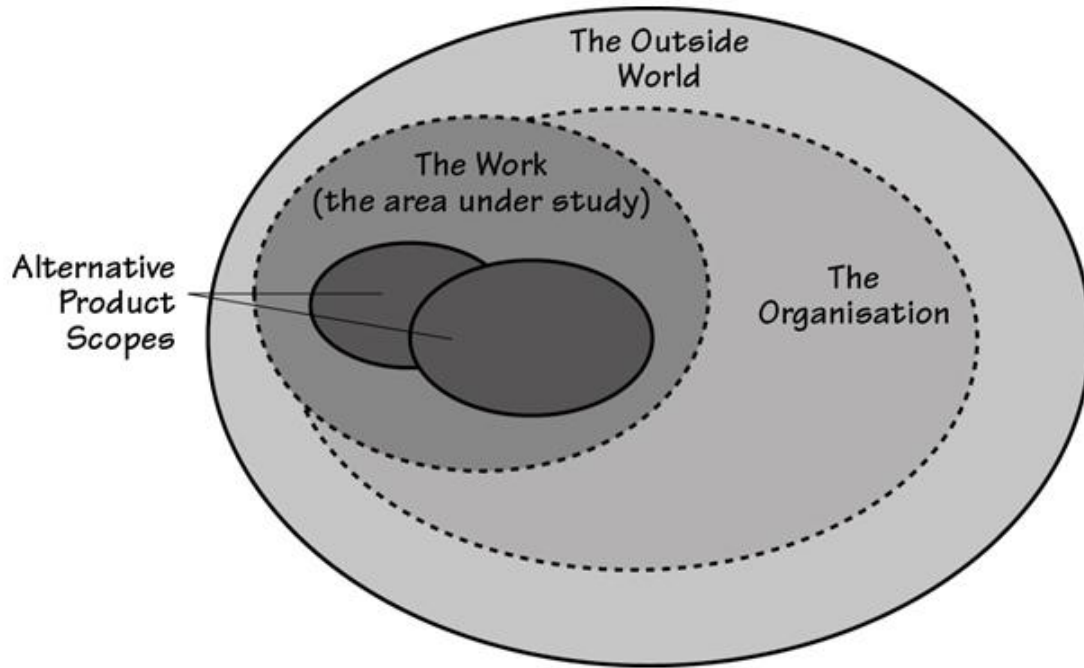 The Outside
World
The Work
(the area under study)
Alternative
Product
Scopes
The
Organisation